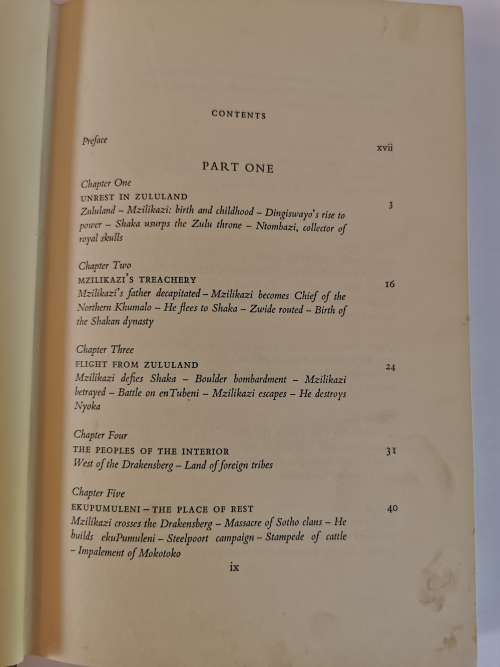 CONTENTS
Preface xvii
PART ONE
Chapter One
UNREST IN ZULULAND 3
Zululand – Mzilikazi: birth and childhood – Dingiswayo's rise to
power – Shaka usurps the Zulu throne – Ntombazi, collector of
royal skulls
Chapter Two
MZILIKAZI'S TREACHERY 16
Mzilikazi's father decapitated – Mzilikazi becomes Chief of the
Northern Khumalo – He flees to Shaka – Zwide routed – Birth of
the Shakan dynasty
Chapter Three
FLIGHT FROM ZULULAND 24
Mzilikazi defies Shaka – Boulder bombardment – Mzilikazi
betrayed – Battle on enTubeni – Mzilikazi escapes – He destroys
Nyoka
Chapter Four
THE PEOPLES OF THE INTERIOR 31
West of the Drakensberg – Land of foreign tribes
Chapter Five
EKUPUMULENI – THE PLACE OF REST 40
Mzilikazi crosses the Drakensberg – Massacre of Sotho clans – He
builds ekuPumuleni – Steelpoort campaign – Stampede of cattle
– Impalement of Mokotoko
ix